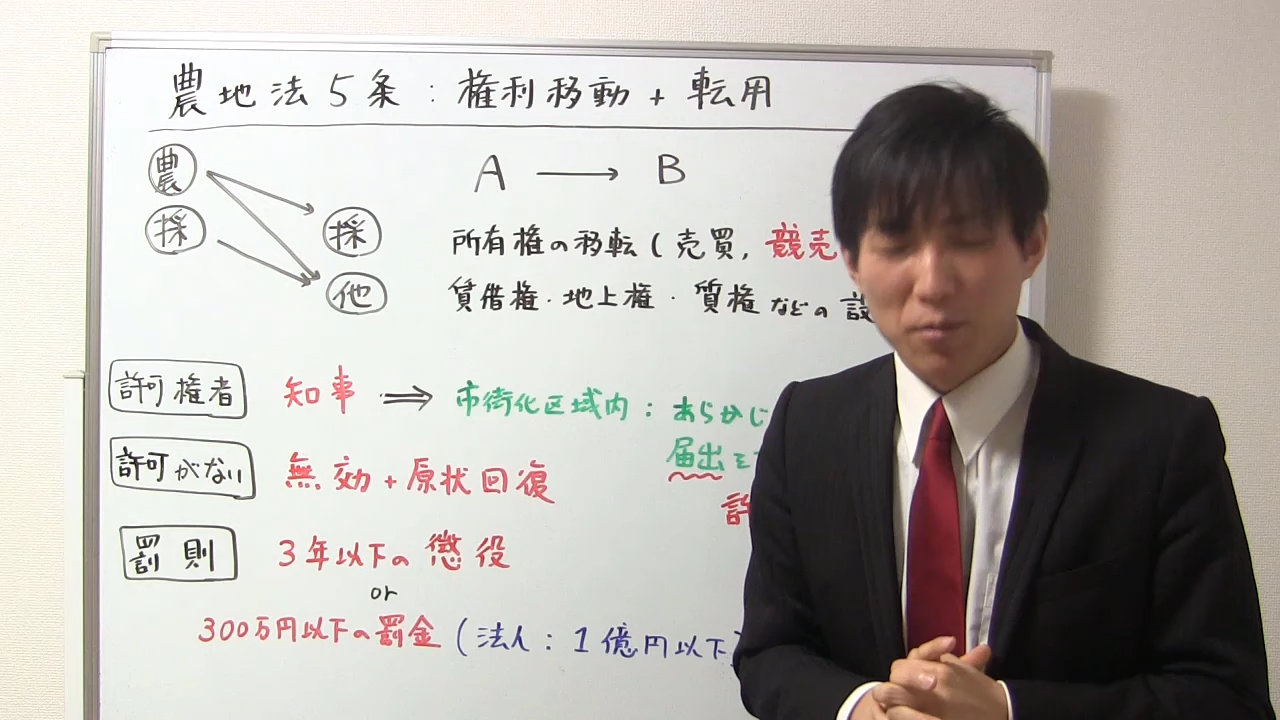 農地法5条：権利移動+転用
農
採
採
他
A → B
所有権の移転(売買,競売
賃借権・地上権・質権などの設
許可権者 知事 ⇒ 市街化区域内：あらかじ
届出を
許
許可がない 無効+原状回復
罰則 3年以下の懲役
or
300万円以下の罰金(法人：1億円以下)